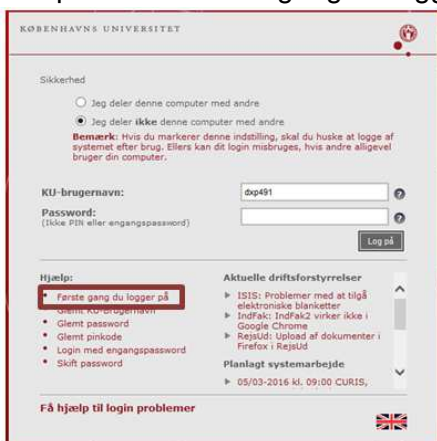 KØBENHAVNS UNIVERSITET
Sikkerhed
Jeg deler denne computer med andre
Jeg deler ikke denne computer med andre
Bemærk: Hvis du markerer denne indstilling, skal du huske at logge af
systemet efter brug. Ellers kan dit login misbruges, hvis andre alligevel
bruger din computer.
KU-brugernavn:
dxp491
Password:
(Ikke PIN eller engangspassword)
Log på
Hjælp:
Første gang du logger på
Glemt KU-brugernavn
Glemt password
Glemt pinkode
Login med engangspassword
Skift password
Aktuelle driftsforstyrrelser
ISIS: Problemer med at tilgå
elektroniske blanketter
IndFak: IndFak2 virker ikke i
Google Chrome
RejsUd: Upload af dokumenter i
Firefox i RejsUd
Planlagt systemarbejde
05/03-2016 kl. 09:00 CURIS,
Få hjælp til login problemer